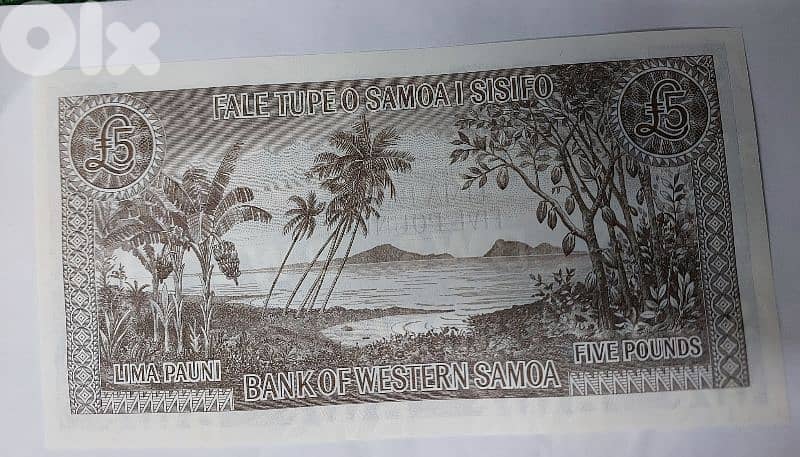 OLX
FALE TUPE O SAMOA I SISIFO
£5
£5
LIMA PAUNI
FIVE POUNDS
BANK OF WESTERN SAMOA